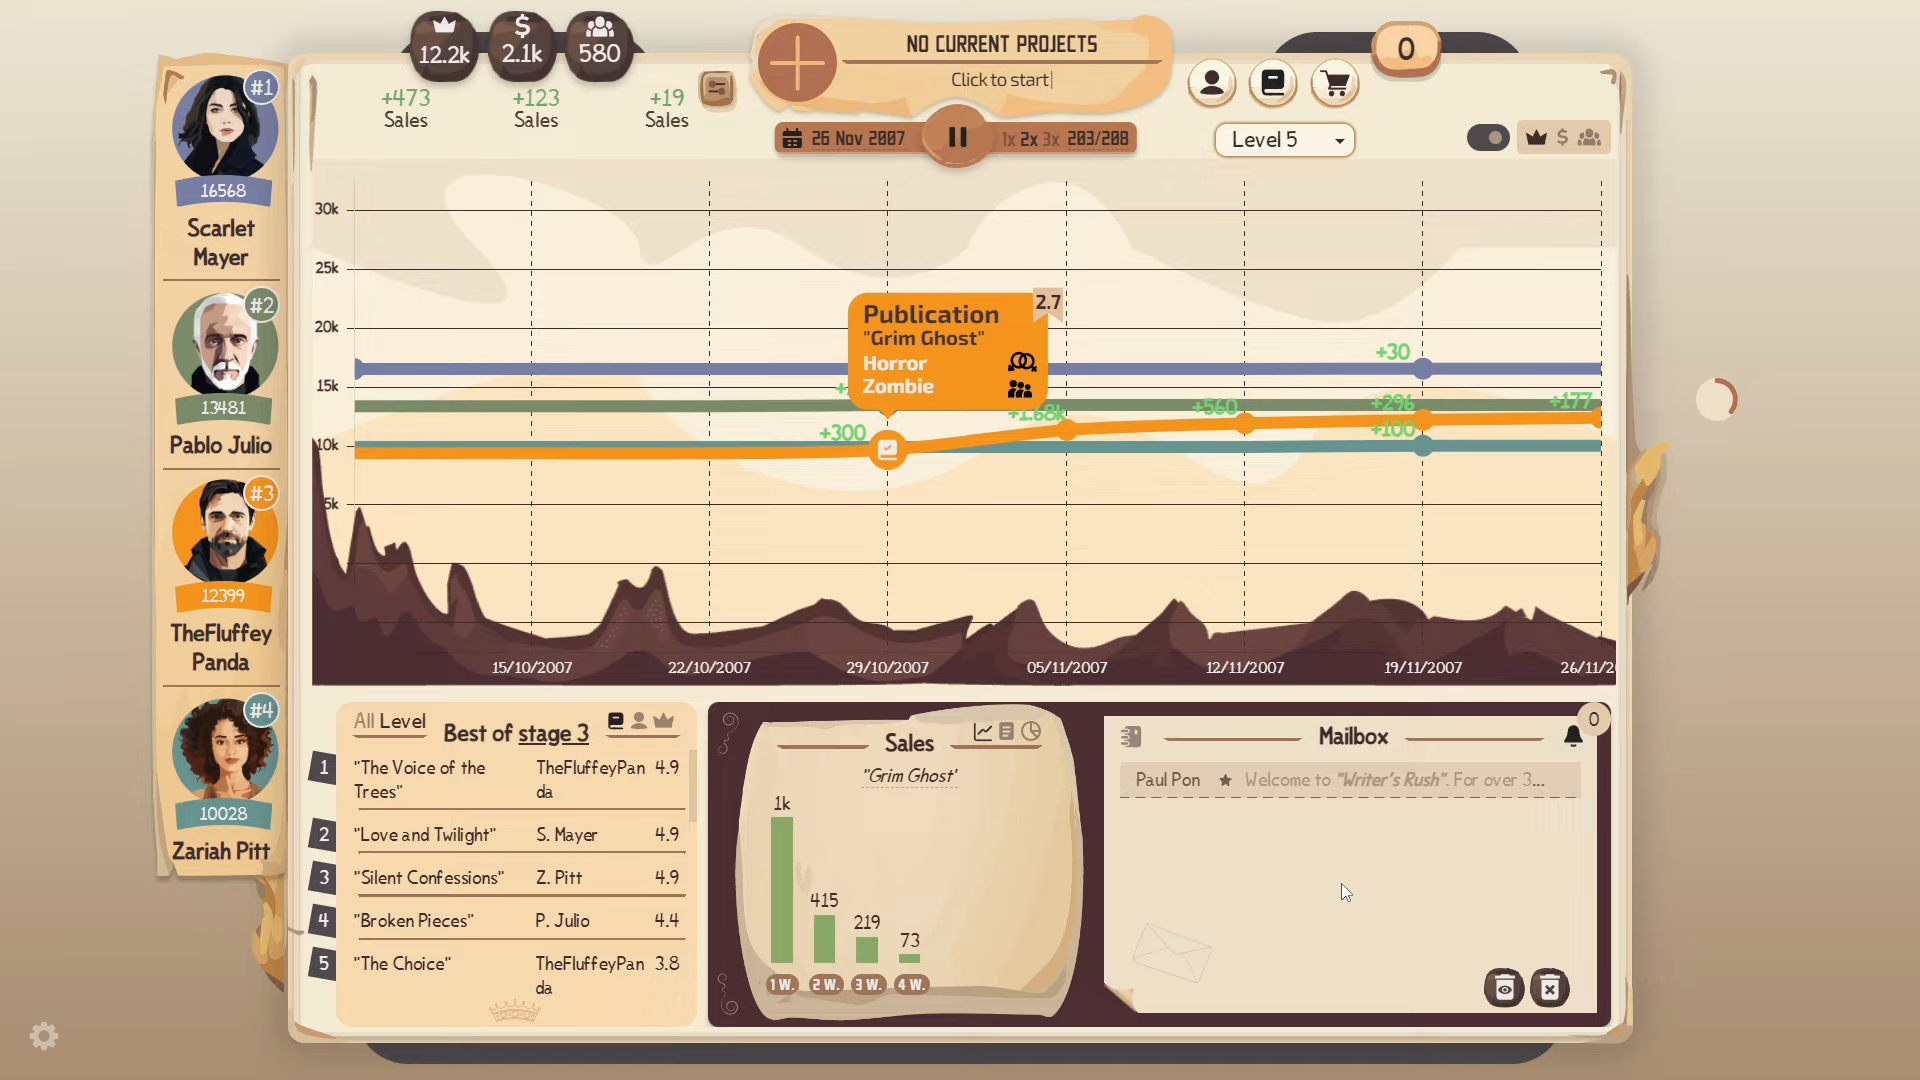 12.2k
2.1k
580
+473
Sales
+123
Sales
+19
Sales
NO CURRENT PROJECTS
Click to start
26 Nov 2007
1x 2x 3x 203/208
0
Level 5
#1
16568
Scarlet
Mayer
#2
13481
Pablo Julio
#3
12399
TheFluffey
Panda
#4
10028
Zariah Pitt
30k
25k
20k
15k
10k
5k
Publication
2.7
"Grim Ghost"
Horror
Zombie
+300
+1.68k
+560
+30
+296
+100
+177
15/10/2007
22/10/2007
29/10/2007
05/11/2007
12/11/2007
19/11/2007
26/11/2
All Level
Best of stage 3
1 "The Voice of the Trees" TheFluffeyPanda 4.9
2 "Love and Twilight" S. Mayer 4.9
3 "Silent Confessions" Z. Pitt 4.9
4 "Broken Pieces" P. Julio 4.4
5 "The Choice" TheFluffeyPanda 3.8
Sales
"Grim Ghost"
1k
415
219
73
1 W. 2 W. 3 W. 4 W.
Mailbox
0
Paul Pon ★ Welcome to "Writer's Rush". For over 3...